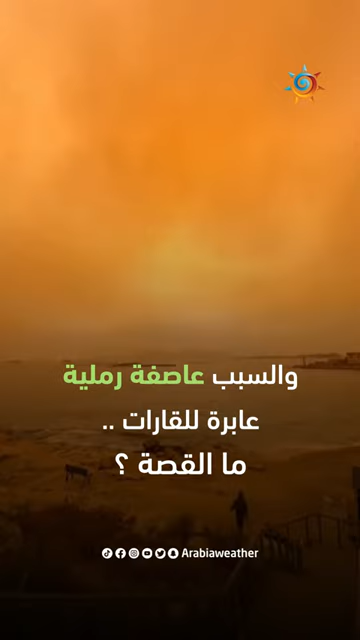 والسبب عاصفة رملية
عابرة للقارات ..
ما القصة ؟
Arabiaweather